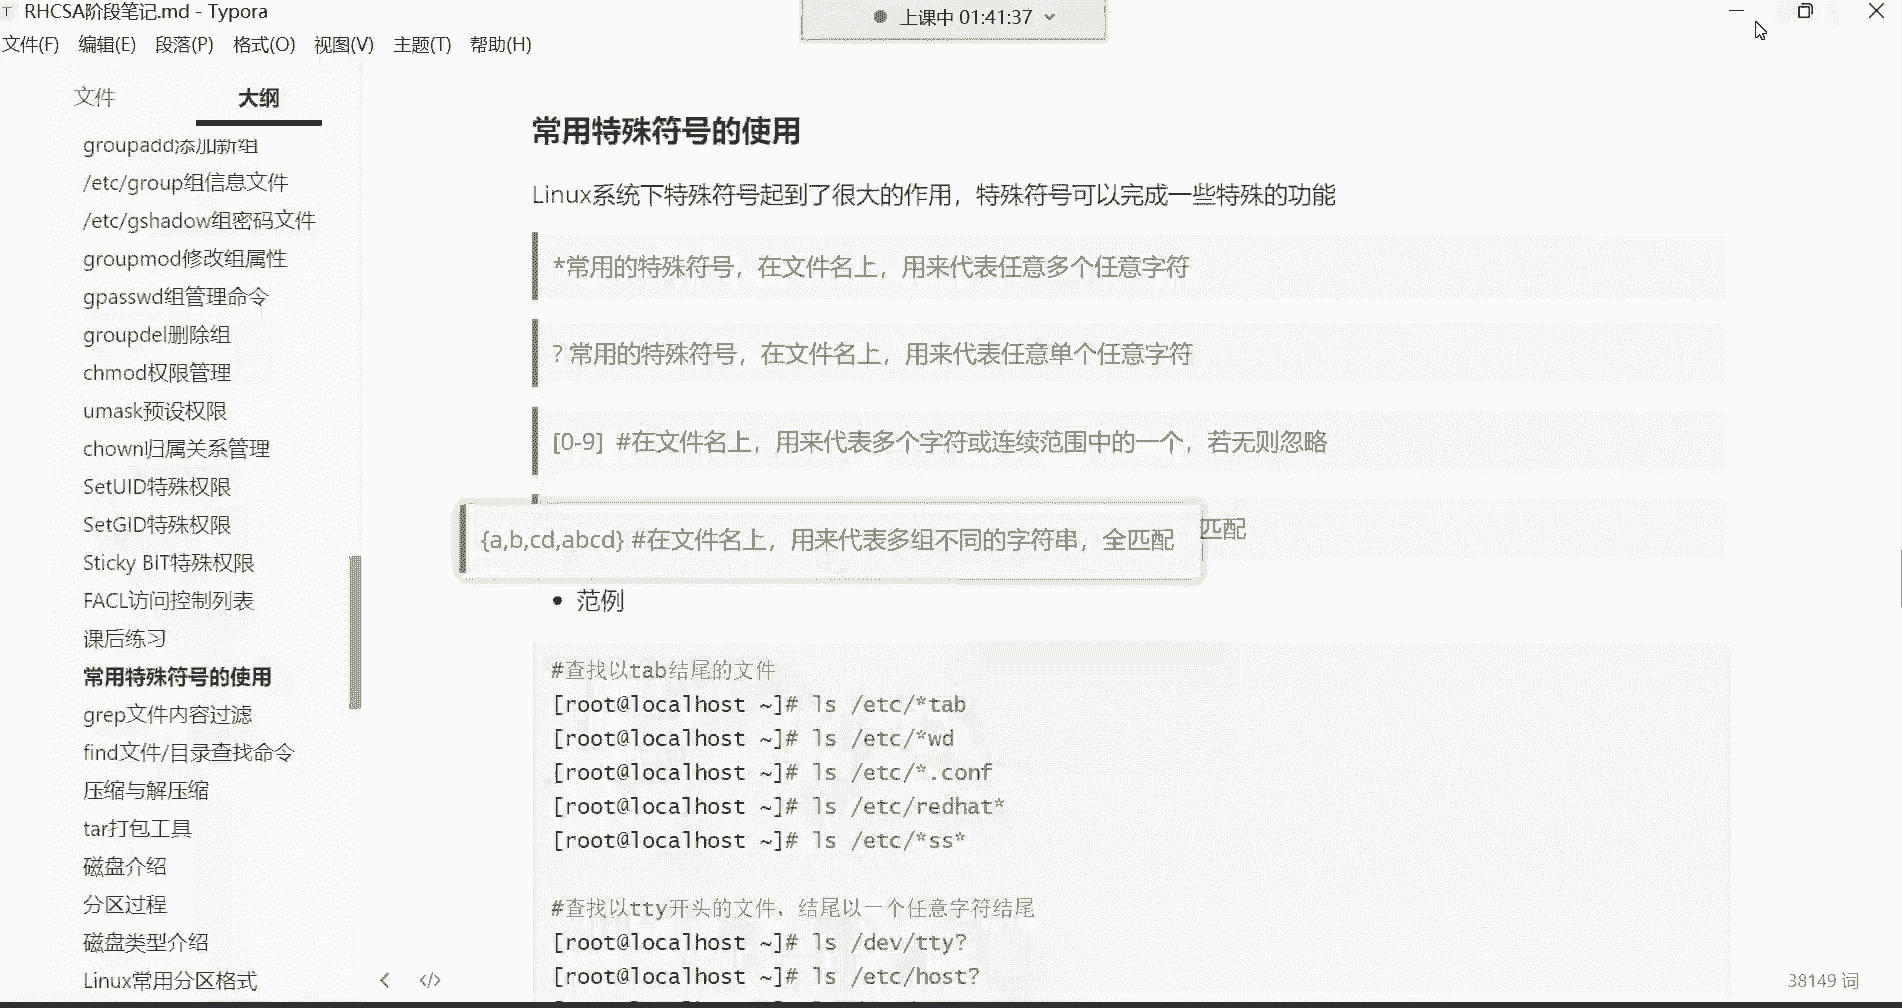 RHCSA阶段笔记.md - Typora
上课中 01:41:37
文件(F) 编辑(E) 段落(P) 格式(O) 视图(V) 主题(T) 帮助(H)
文件 大纲
groupadd添加新组
/etc/group组信息文件
/etc/gshadow组密码文件
groupmod修改组属性
gpasswd组管理命令
groupdel删除组
chmod权限管理
umask预设权限
chown归属关系管理
SetUID特殊权限
SetGID特殊权限
Sticky BIT特殊权限
FACL访问控制列表
课后练习
常用特殊符号的使用
grep文件内容过滤
find文件/目录查找命令
压缩与解压缩
tar打包工具
磁盘介绍
分区过程
磁盘类型介绍
Linux常用分区格式
常用特殊符号的使用
Linux系统下特殊符号起到了很大的作用，特殊符号可以完成一些特殊的功能
*常用的特殊符号，在文件名上，用来代表任意多个任意字符
? 常用的特殊符号，在文件名上，用来代表任意单个任意字符
[0-9] #在文件名上，用来代表多个字符或连续范围中的一个，若无则忽略
{a,b,cd,abcd} #在文件名上，用来代表多组不同的字符串，全匹配
匹配
• 范例
#查找以tab结尾的文件
[root@localhost ~]# ls /etc/*tab
[root@localhost ~]# ls /etc/*wd
[root@localhost ~]# ls /etc/*.conf
[root@localhost ~]# ls /etc/redhat*
[root@localhost ~]# ls /etc/*ss*
#查找以tty开头的文件，结尾以一个任意字符结尾
[root@localhost ~]# ls /dev/tty?
[root@localhost ~]# ls /etc/host?
38149 词